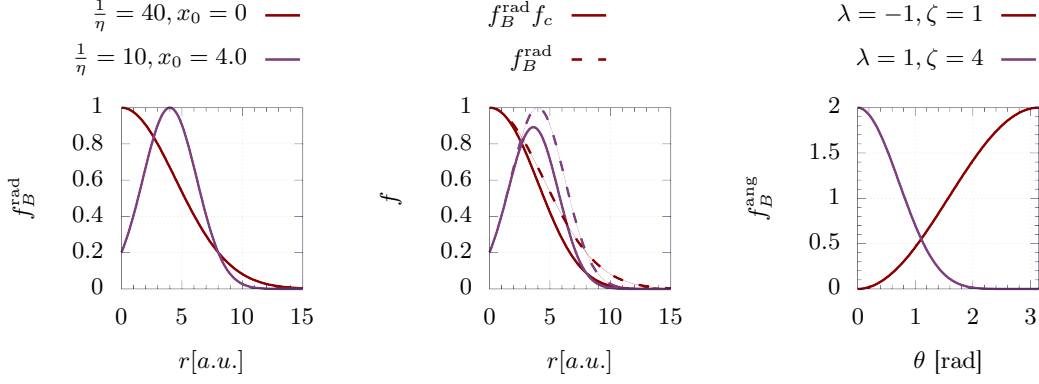 1/η = 40, x₀ = 0
1/η = 10, x₀ = 4.0
f_B^rad
1
0.8
0.6
0.4
0.2
0
0 5 10 15
r[a.u.]
f_B^rad f_c
f_B^rad
f
1
0.8
0.6
0.4
0.2
0
0 5 10 15
r[a.u.]
λ = −1, ζ = 1
λ = 1, ζ = 4
f_B^ang
2
1.5
1
0.5
0
0 1 2 3
θ [rad]